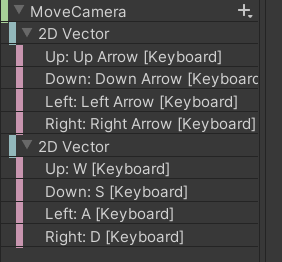 MoveCamera
2D Vector
Up: Up Arrow [Keyboard]
Down: Down Arrow [Keyboard
Left: Left Arrow [Keyboard]
Right: Right Arrow [Keyboard]
2D Vector
Up: W [Keyboard]
Down: S [Keyboard]
Left: A [Keyboard]
Right: D [Keyboard]